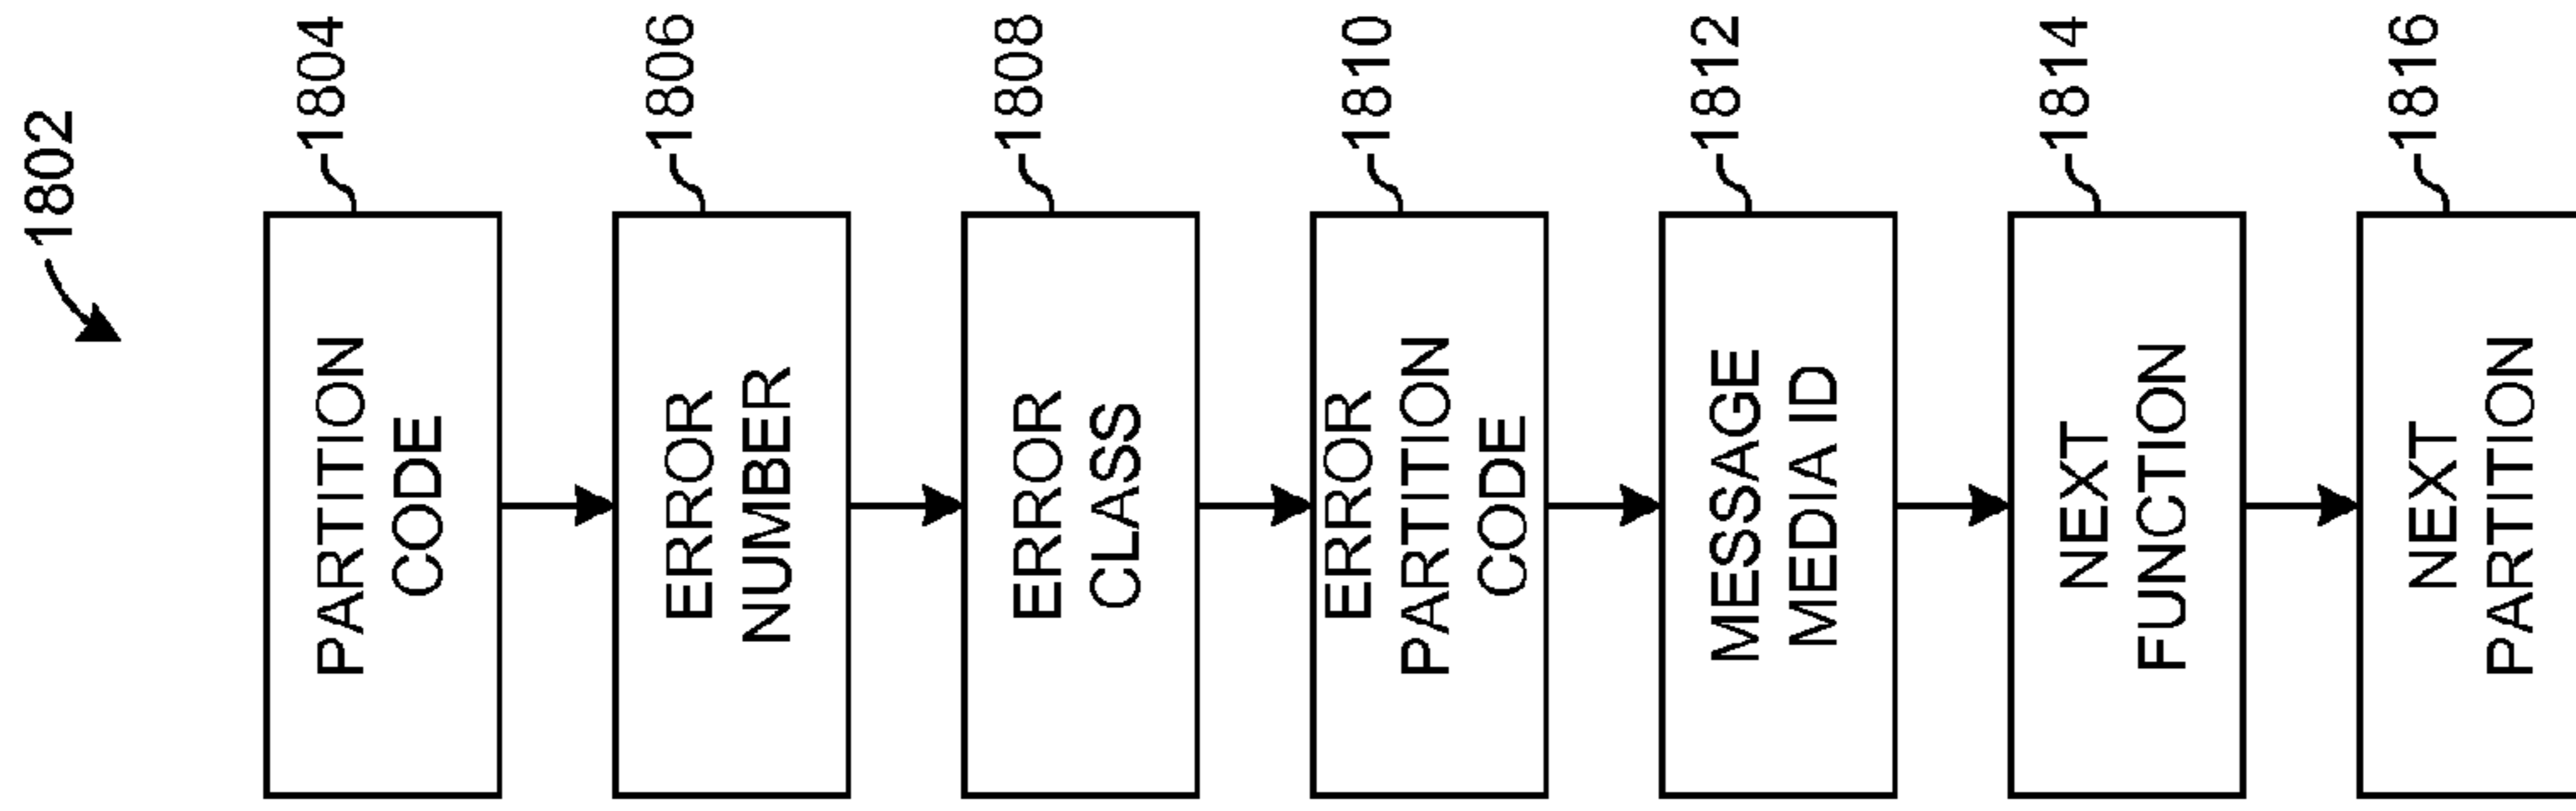 1802
PARTITION
CODE
1804
ERROR
NUMBER
1806
ERROR
CLASS
1808
ERROR
PARTITION
CODE
1810
MESSAGE
MEDIA ID
1812
NEXT
FUNCTION
1814
NEXT
PARTITION
1816